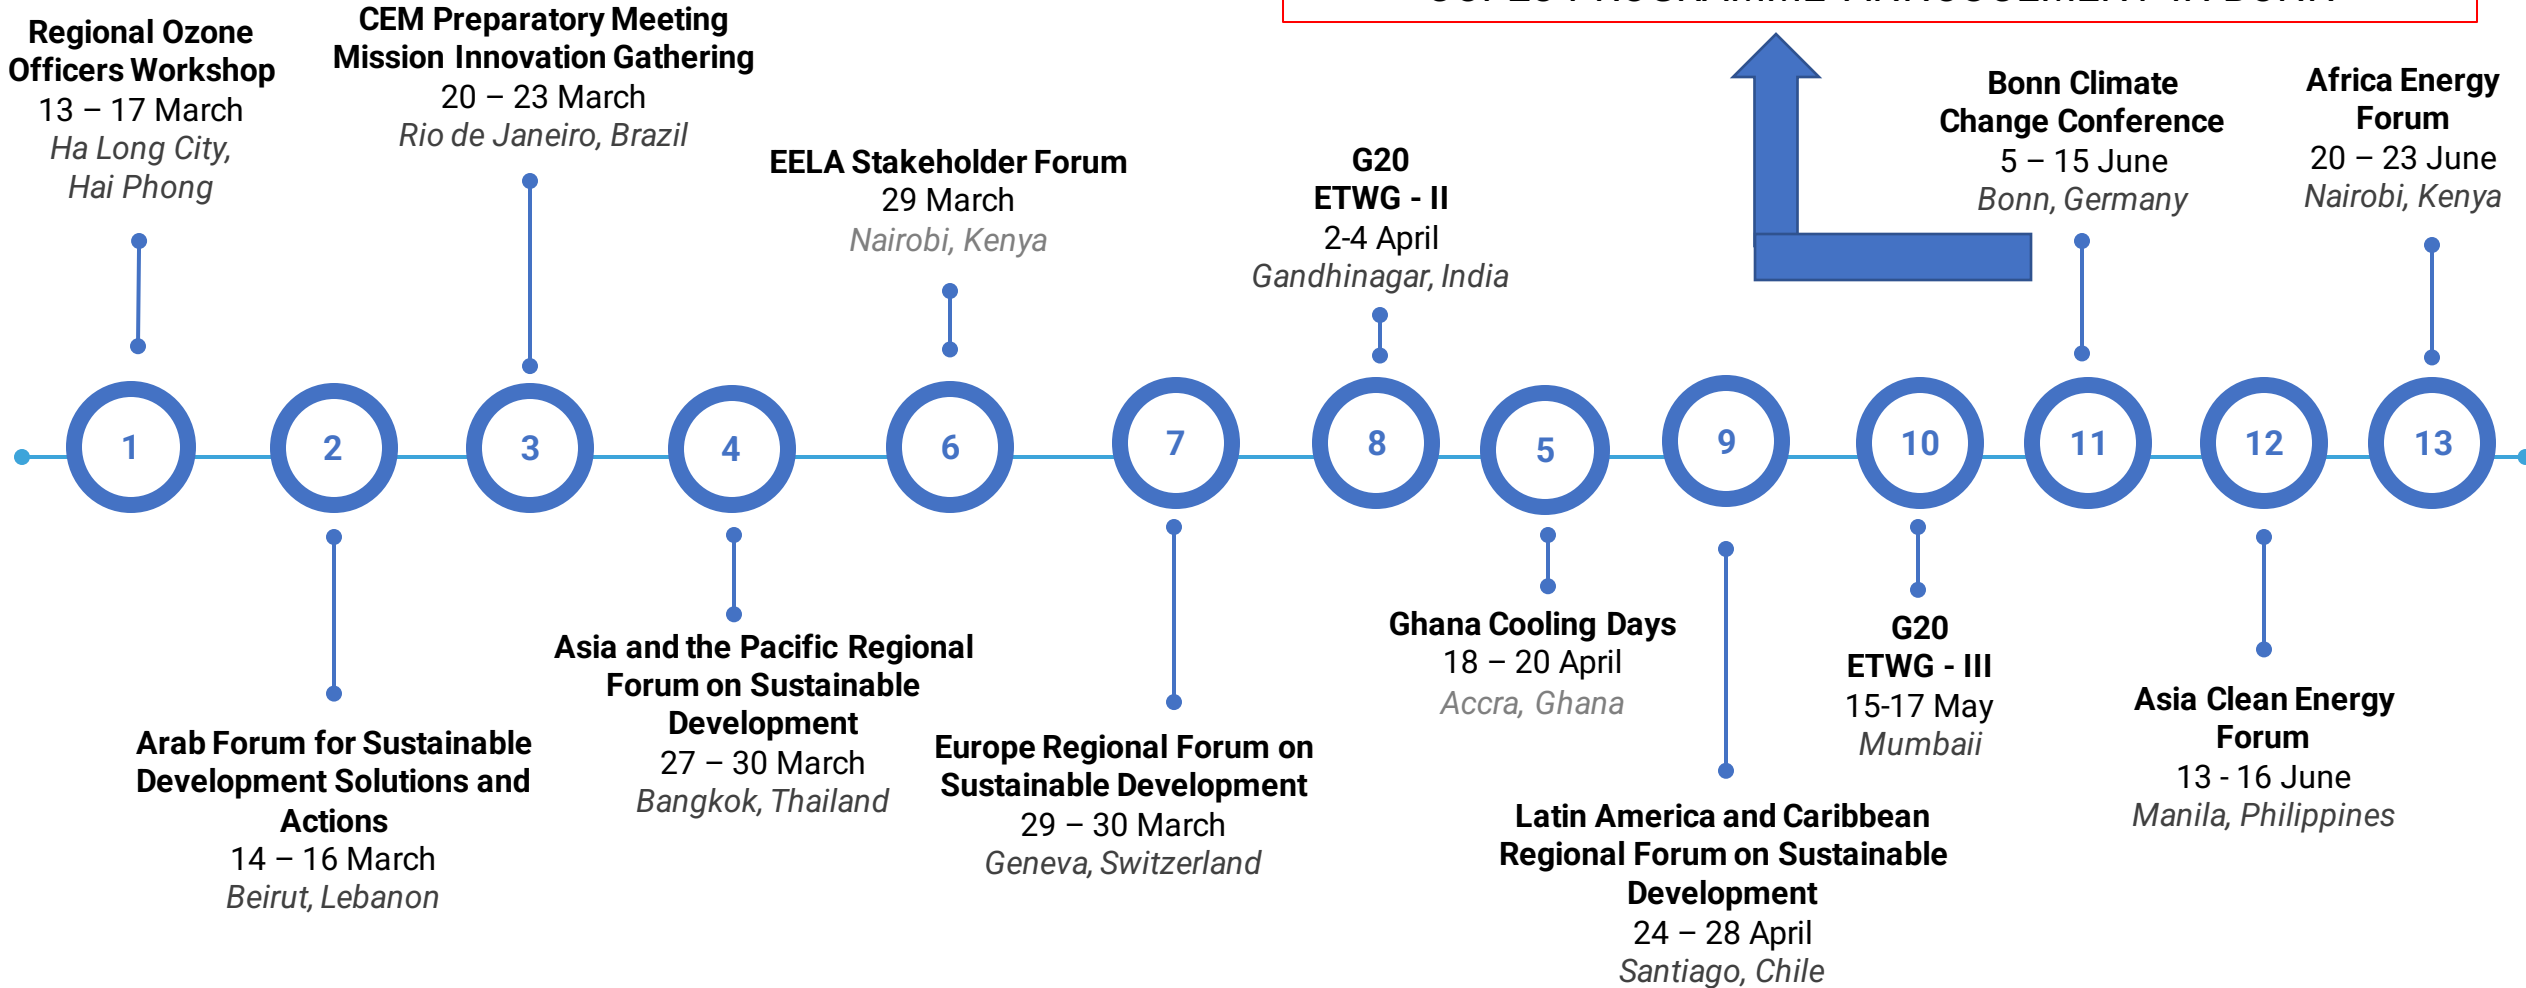 Regional Ozone
Officers Workshop
13 – 17 March
Ha Long City,
Hai Phong
CEM Preparatory Meeting
Mission Innovation Gathering
20 – 23 March
Rio de Janeiro, Brazil
EELA Stakeholder Forum
29 March
Nairobi, Kenya
G20
ETWG - II
2-4 April
Gandhinagar, India
Bonn Climate
Change Conference
5 – 15 June
Bonn, Germany
Africa Energy
Forum
20 – 23 June
Nairobi, Kenya
1
2
3
4
6
7
8
5
9
10
11
12
13
Arab Forum for Sustainable
Development Solutions and
Actions
14 – 16 March
Beirut, Lebanon
Asia and the Pacific Regional
Forum on Sustainable
Development
27 – 30 March
Bangkok, Thailand
Europe Regional Forum on
Sustainable Development
29 – 30 March
Geneva, Switzerland
Ghana Cooling Days
18 – 20 April
Accra, Ghana
Latin America and Caribbean
Regional Forum on Sustainable
Development
24 – 28 April
Santiago, Chile
G20
ETWG - III
15-17 May
Mumbaii
Asia Clean Energy
Forum
13 - 16 June
Manila, Philippines